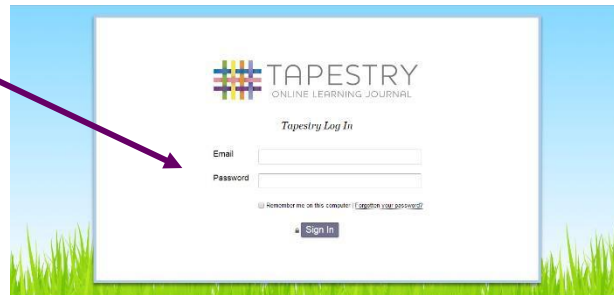 TAPESTRY
ONLINE LEARNING JOURNAL
Tapestry Log In
Email
Password
Remember me on this computer | Forgotten your password?
Sign In